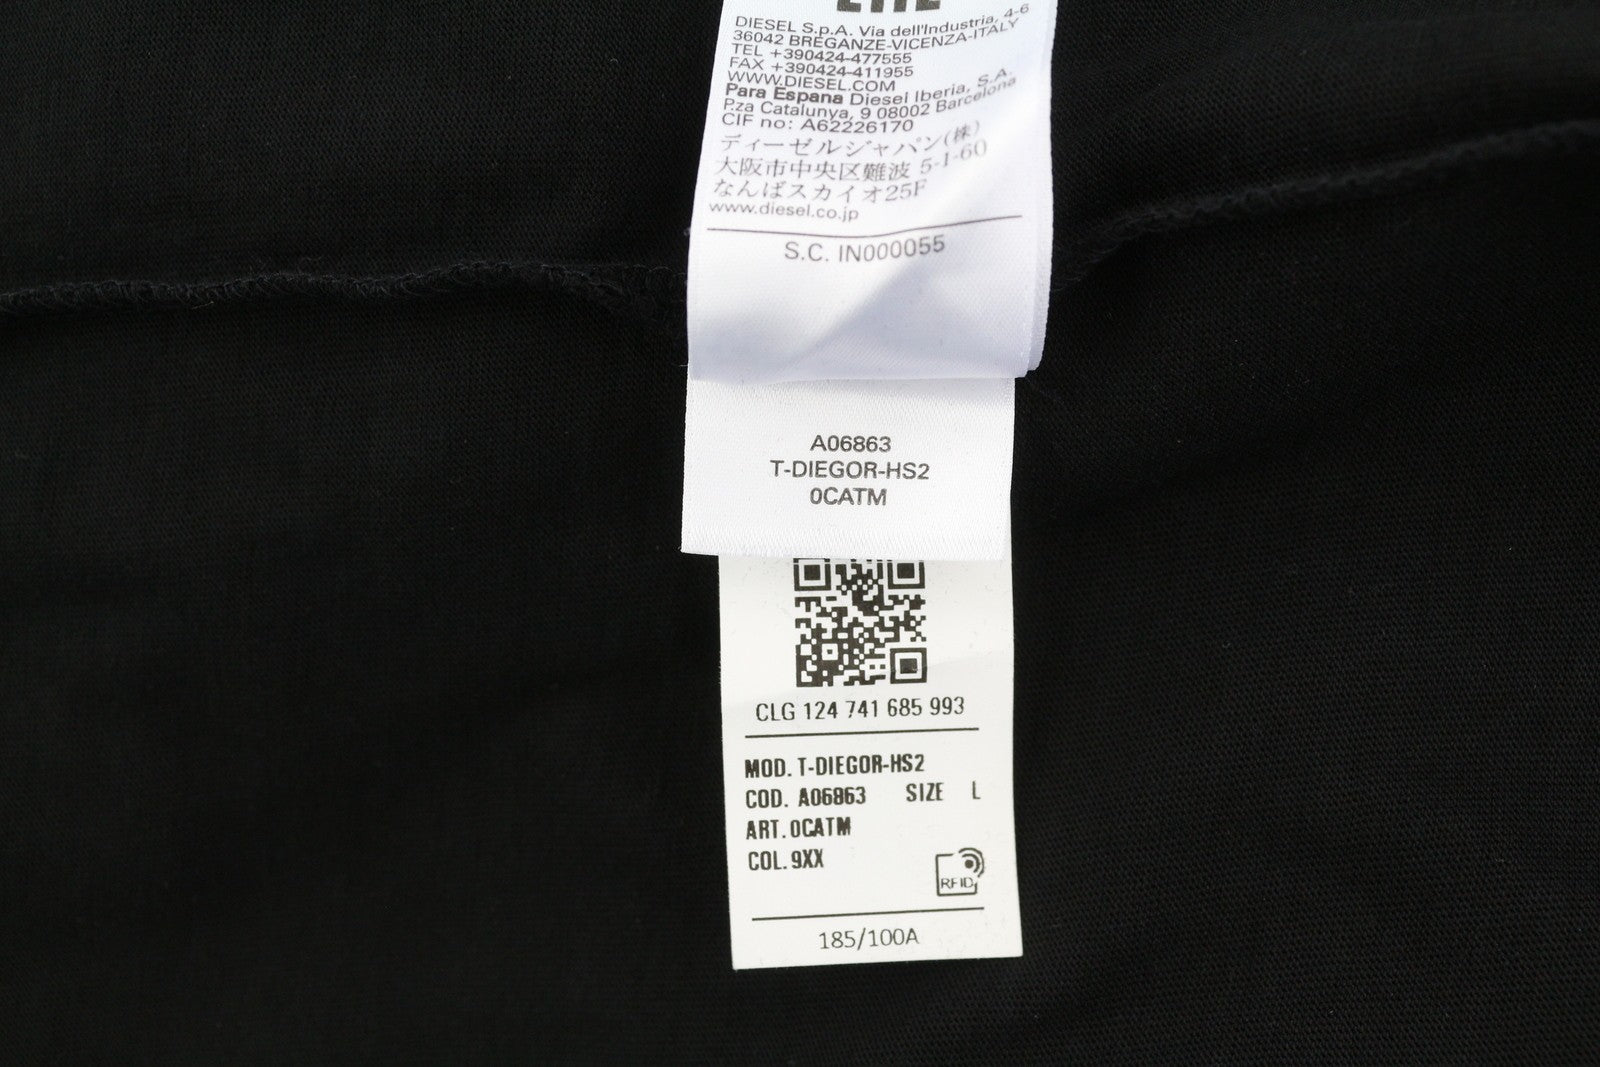 DIESEL S.p.A. Via dell'Industria, 4-6
36042 BREGANZE-VICENZA-ITALY
TEL +390424-477555
FAX +390424-411955
WWW.DIESEL.COM
Para Espana Diesel Iberia, S.A.
P.za Catalunya, 9 08002 Barcelona
CIF no: A62226170
ディーゼルジャパン(株)
大阪市中央区難波 5-1-60
なんばスカイオ25F
www.diesel.co.jp
S.C. IN000055
A06863
T-DIEGOR-HS2
0CATM
CLG 124 741 685 993
MOD. T-DIEGOR-HS2
COD. A06863 SIZE L
ART. 0CATM
COL. 9XX
RFID
185/100A